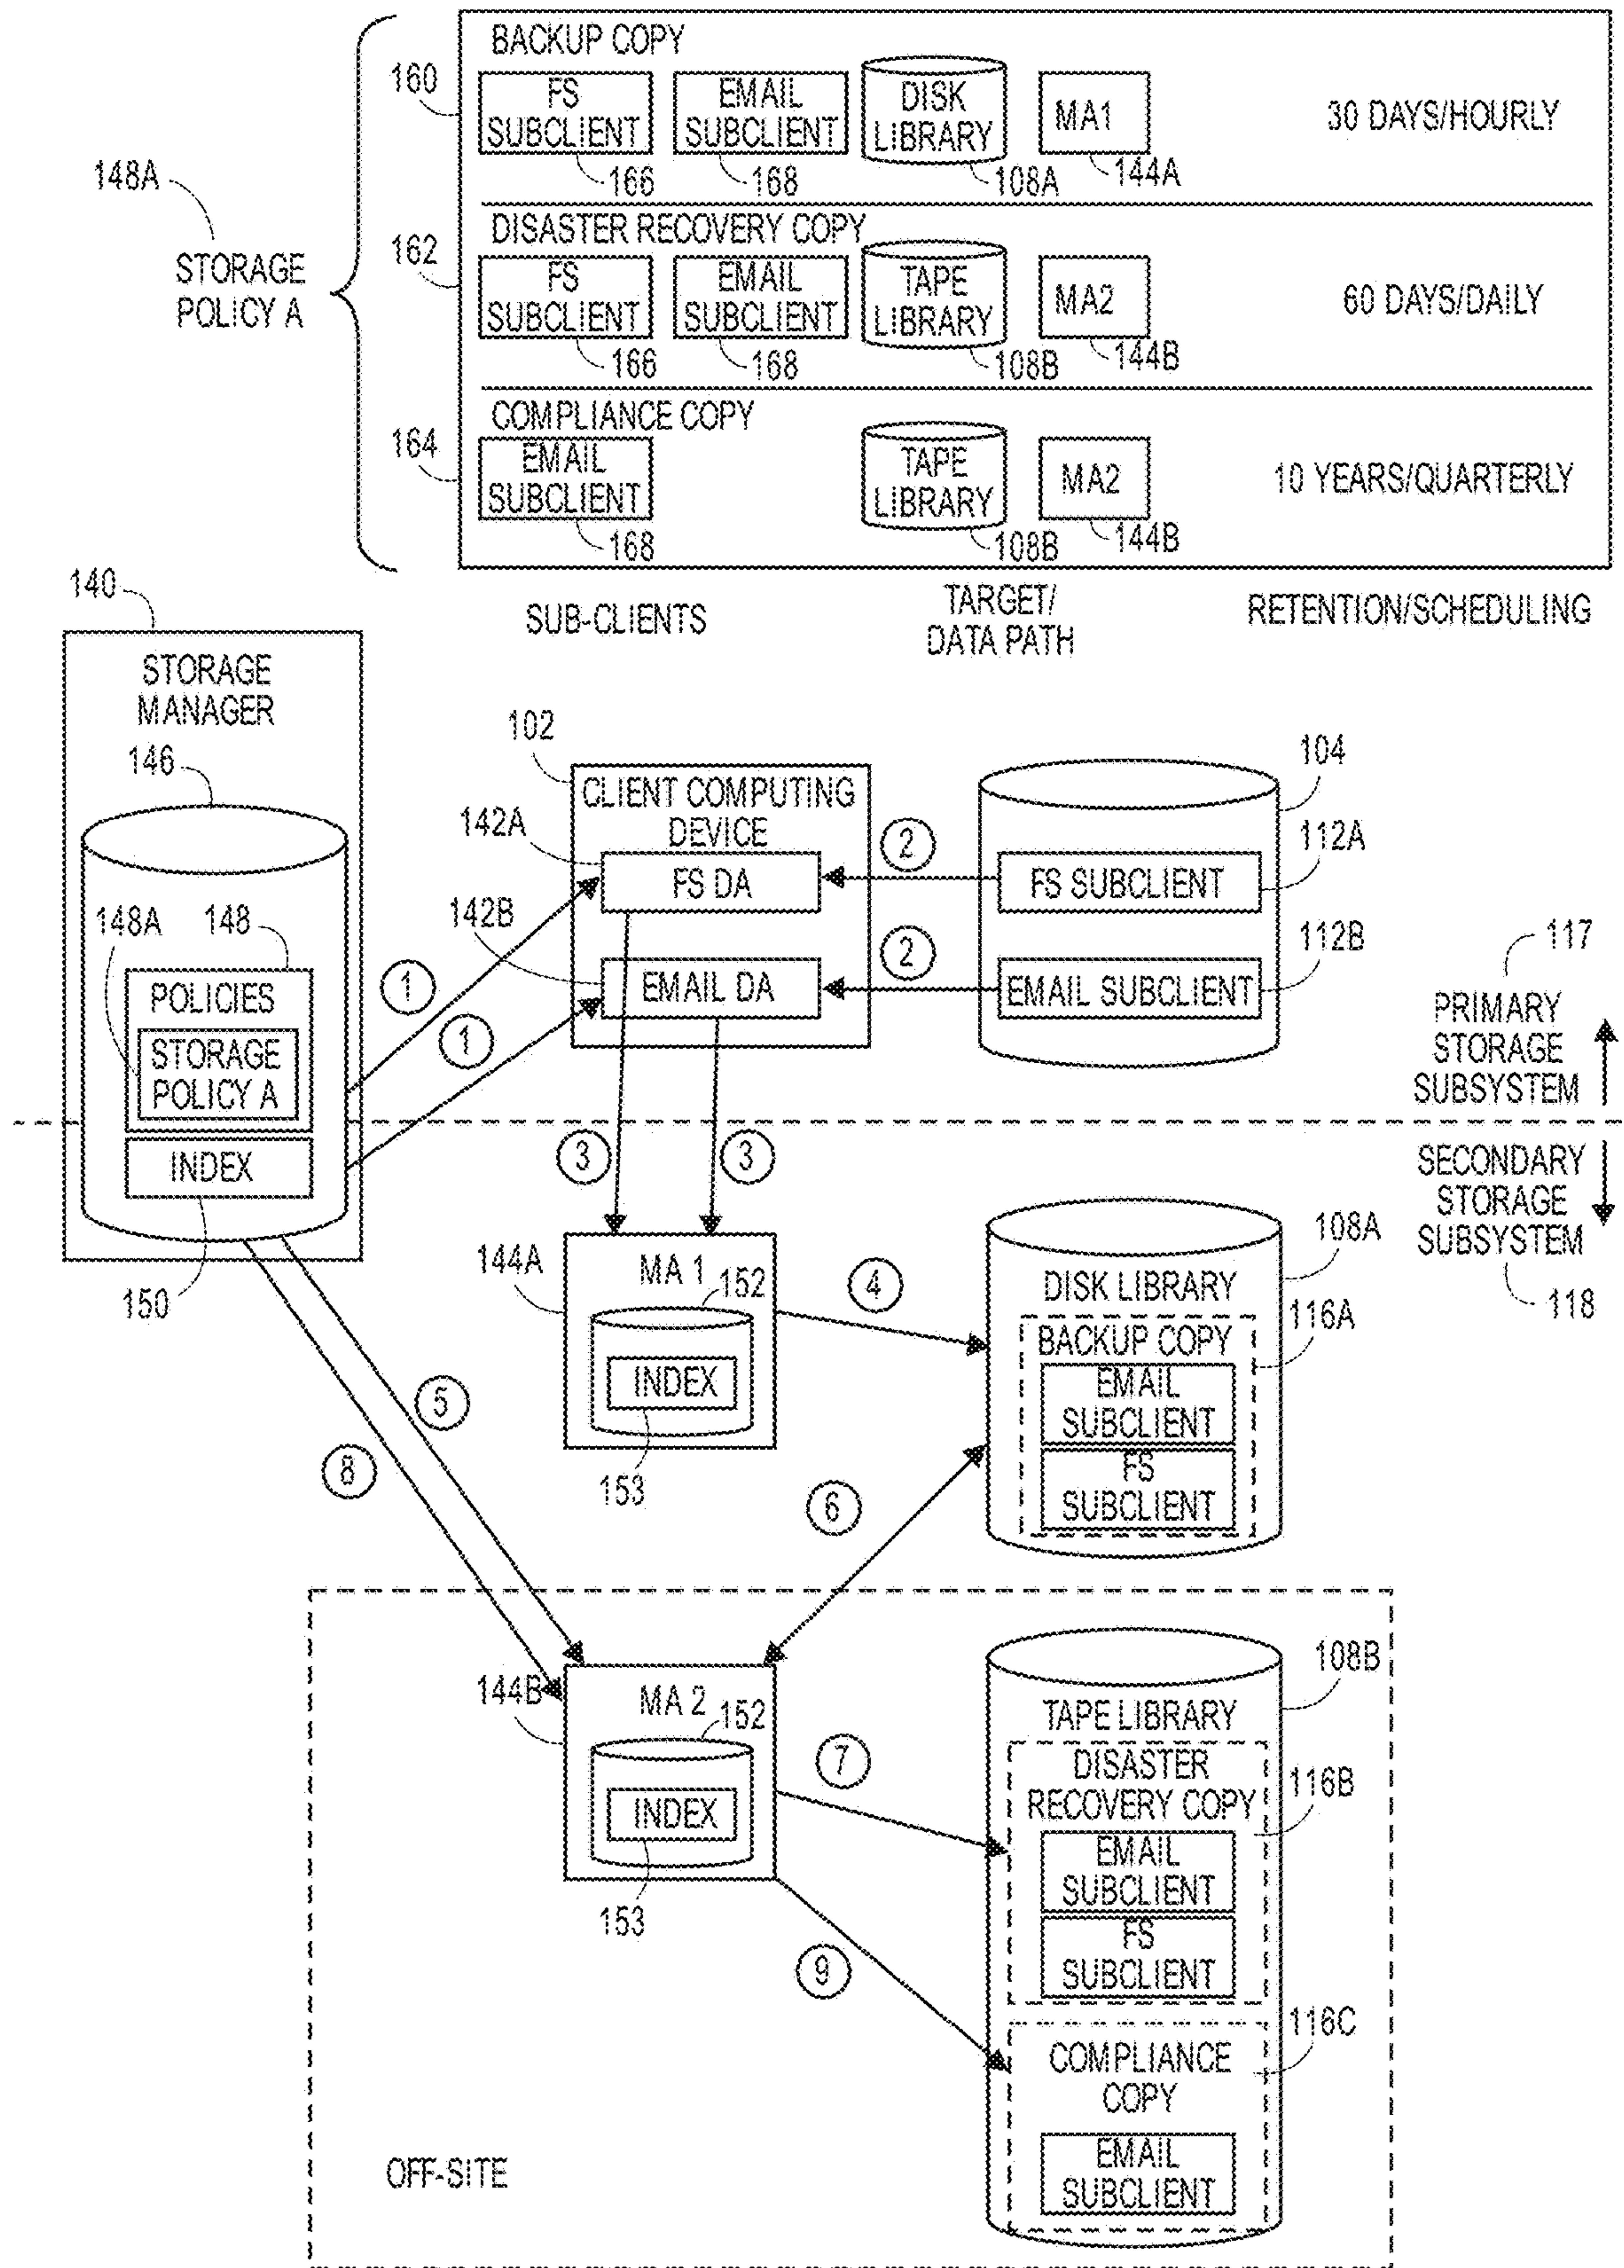 BACKUP COPY
160
FS
SUBCLIENT
166
EMAIL
SUBCLIENT
168
DISK
LIBRARY
108A
MA1
144A
30 DAYS/HOURLY
148A
STORAGE
POLICY A
DISASTER RECOVERY COPY
162
FS
SUBCLIENT
166
EMAIL
SUBCLIENT
168
TAPE
LIBRARY
108B
MA2
144B
60 DAYS/DAILY
COMPLIANCE COPY
164
EMAIL
SUBCLIENT
168
TAPE
LIBRARY
108B
MA2
144B
10 YEARS/QUARTERLY
SUB-CLIENTS
TARGET/
DATA PATH
RETENTION/SCHEDULING
140
STORAGE
MANAGER
146
148A
148
POLICIES
STORAGE
POLICY A
INDEX
150
102
CLIENT COMPUTING
DEVICE
142A
FS DA
142B
EMAIL DA
1
1
2
2
104
FS SUBCLIENT
112A
EMAIL SUBCLIENT
112B
117
PRIMARY
STORAGE
SUBSYSTEM
SECONDARY
STORAGE
SUBSYSTEM
118
3
3
144A
MA 1
152
INDEX
153
4
108A
DISK LIBRARY
116A
BACKUP COPY
EMAIL
SUBCLIENT
FS
SUBCLIENT
5
8
6
144B
MA 2
152
INDEX
153
7
9
108B
TAPE LIBRARY
DISASTER
RECOVERY COPY
116B
EMAIL
SUBCLIENT
FS
SUBCLIENT
116C
COMPLIANCE
COPY
EMAIL
SUBCLIENT
OFF-SITE